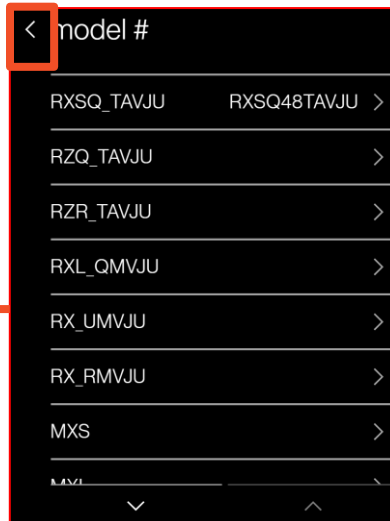 model #
RXSQ_TAVJU RXSQ48TAVJU
RZQ_TAVJU
RZR_TAVJU
RXL_QMVJU
RX_UMVJU
RX_RMVJU
MXS